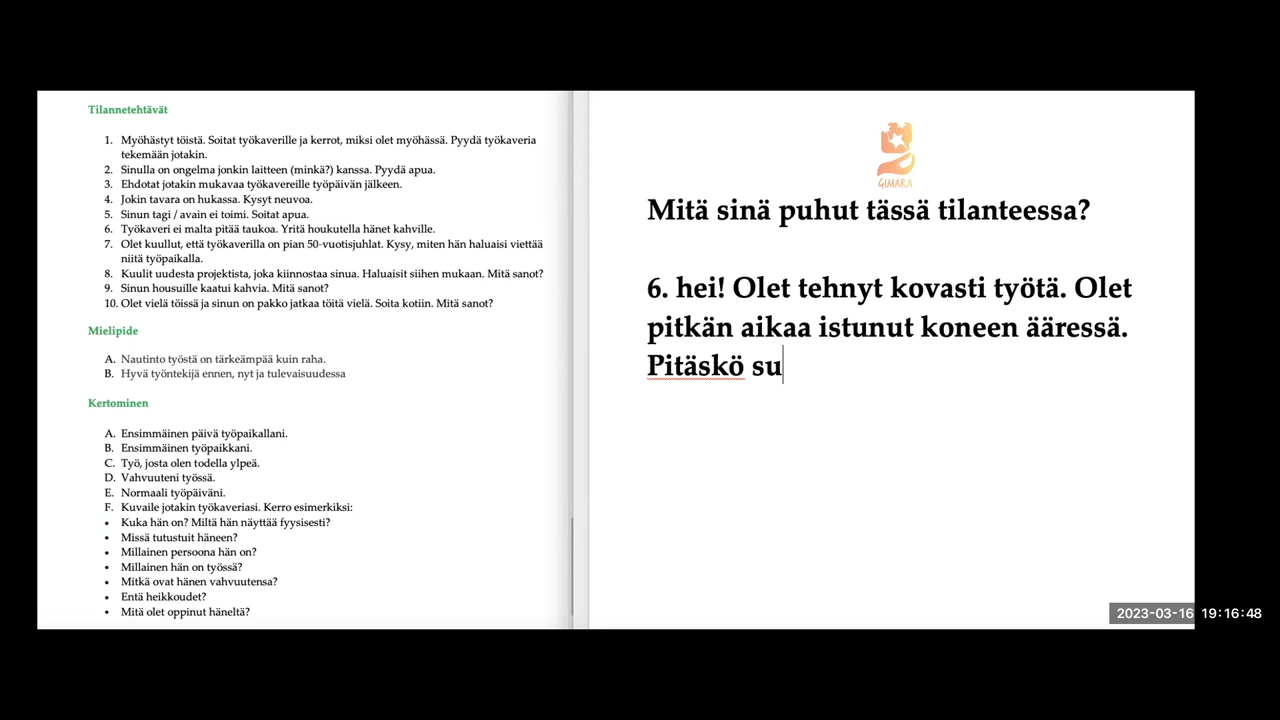 Tilannetehtävät
1. Myöhästyt töistä. Soitat työkaverille ja kerrot, miksi olet myöhässä. Pyydä työkaveria
tekemään jotakin.
2. Sinulla on ongelma jonkin laitteen (minkä?) kanssa. Pyydä apua.
3. Ehdotat jotakin mukavaa työkavereille työpäivän jälkeen.
4. Jokin tavara on hukassa. Kysyt neuvoa.
5. Sinun tagi / avain ei toimi. Soitat apua.
6. Työkaveri ei malta pitää taukoa. Yritä houkutella hänet kahville.
7. Olet kuullut, että työkaverilla on pian 50-vuotisjuhlat. Kysy, miten hän haluaisi viettää
niitä työpaikalla.
8. Kuulit uudesta projektista, joka kiinnostaa sinua. Haluaisit siihen mukaan. Mitä sanot?
9. Sinun housuille kaatui kahvia. Mitä sanot?
10. Olet vielä töissä ja sinun on pakko jatkaa töitä vielä. Soita kotiin. Mitä sanot?
Mielipide
A. Nautinto työstä on tärkeämpää kuin raha.
B. Hyvä työntekijä ennen, nyt ja tulevaisuudessa
Kertominen
A. Ensimmäinen päivä työpaikallani.
B. Ensimmäinen työpaikkani.
C. Työ, josta olen todella ylpeä.
D. Vahvuuteni työssä.
E. Normaali työpäiväni.
F. Kuvaile jotakin työkaveriasi. Kerro esimerkiksi:
• Kuka hän on? Miltä hän näyttää fyysisesti?
• Missä tutustuit häneen?
• Millainen persoona hän on?
• Millainen hän on työssä?
• Mitkä ovat hänen vahvuutensa?
• Entä heikkoudet?
• Mitä olet oppinut häneltä?
GIMARA
Mitä sinä puhut tässä tilanteessa?
6. hei! Olet tehnyt kovasti työtä. Olet
pitkän aikaa istunut koneen ääressä.
Pitäskö su
2023-03-16 19:16:48